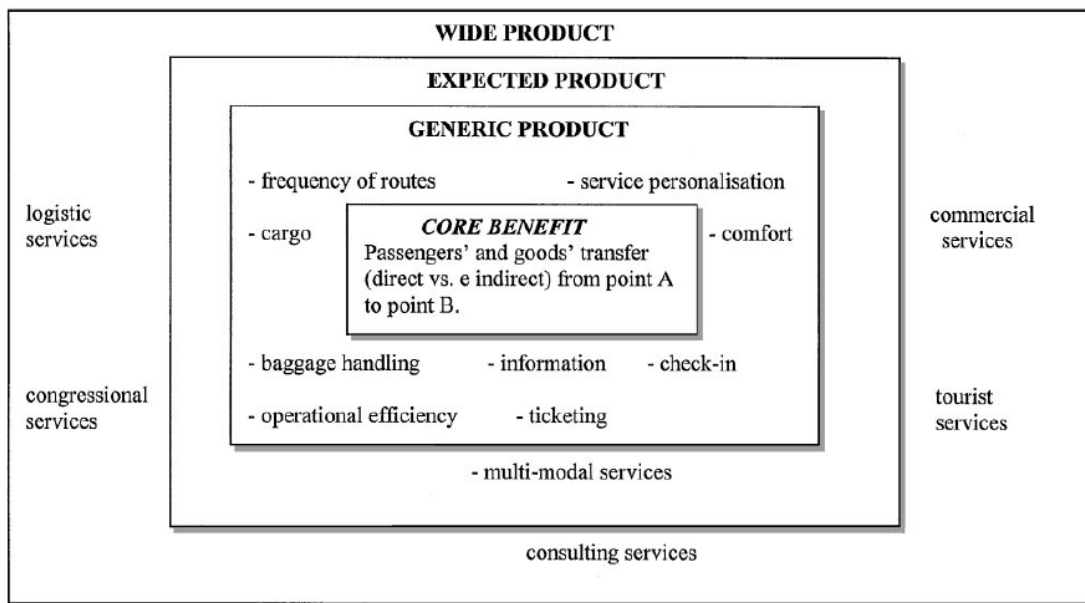 WIDE PRODUCT
EXPECTED PRODUCT
GENERIC PRODUCT
- frequency of routes
- service personalisation
logistic
services
- cargo
CORE BENEFIT
Passengers' and goods' transfer
(direct vs. e indirect) from point A
to point B.
- comfort
commercial
services
- baggage handling
- information
- check-in
congressional
services
- operational efficiency
- ticketing
tourist
services
- multi-modal services
consulting services